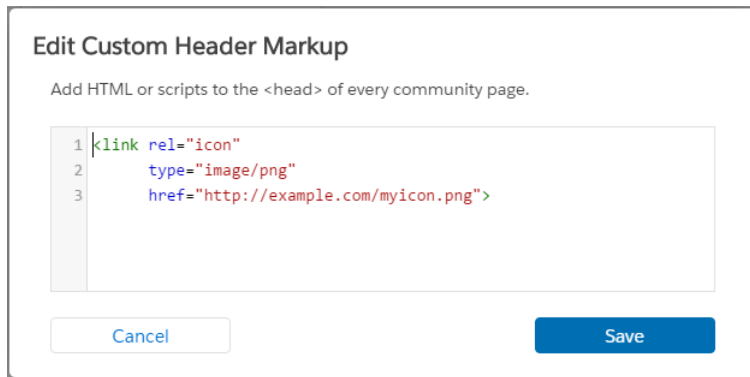 Edit Custom Header Markup
Add HTML or scripts to the <head> of every community page.
1 <link rel="icon"
2 type="image/png"
3 href="http://example.com/myicon.png">
Cancel Save